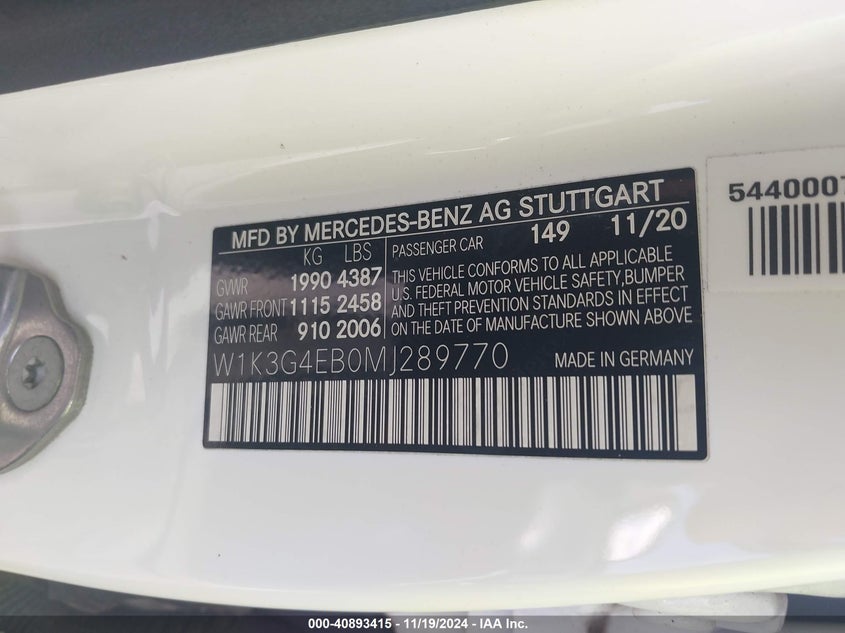 MFD BY MERCEDES-BENZ AG STUTTGART
KG LBS
GVWR 1990 4387
GAWR FRONT 1115 2458
GAWR REAR 910 2006
PASSENGER CAR 149 11/20
THIS VEHICLE CONFORMS TO ALL APPLICABLE
U.S. FEDERAL MOTOR VEHICLE SAFETY, BUMPER
AND THEFT PREVENTION STANDARDS IN EFFECT
ON THE DATE OF MANUFACTURE SHOWN ABOVE
W1K3G4EB0MJ289770
MADE IN GERMANY
000-40893415 - 11/19/2024 - IAA Inc.